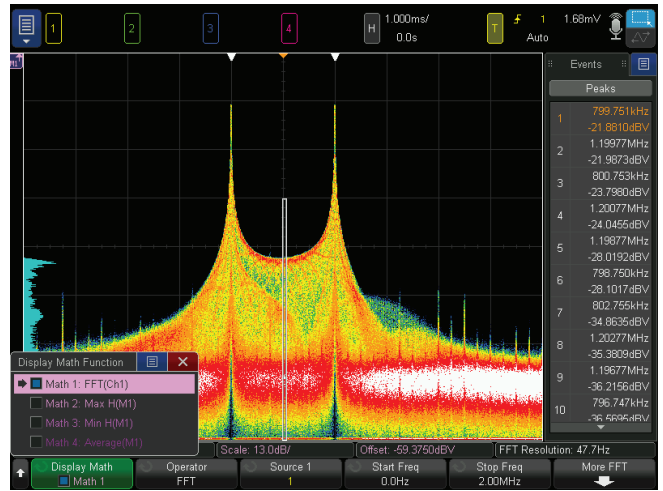 1
2
3
4
H
1.000ms/
0.0s
T
1
1.68mV
Auto
M1
Events
Peaks
1
799.751kHz
-21.8810dBV
2
1.19977MHz
-21.9873dBV
3
800.753kHz
-23.7980dBV
4
1.20077MHz
-24.0455dBV
5
1.19877MHz
-28.0192dBV
6
798.750kHz
-28.1017dBV
7
802.755kHz
-34.8635dBV
8
1.20277MHz
-35.3809dBV
9
1.19677MHz
-36.2156dBV
10
796.747kHz
-36.5695dBV
Display Math Function
Math 1: FFT(Ch1)
Math 2: Max H(M1)
Math 3: Min H(M1)
Math 4: Average(M1)
Scale: 13.0dB/
Offset: -59.3750dBV
FFT Resolution: 47.7Hz
Display Math
Math 1
Operator
FFT
Source 1
1
Start Freq
0.0Hz
Stop Freq
2.00MHz
More FFT